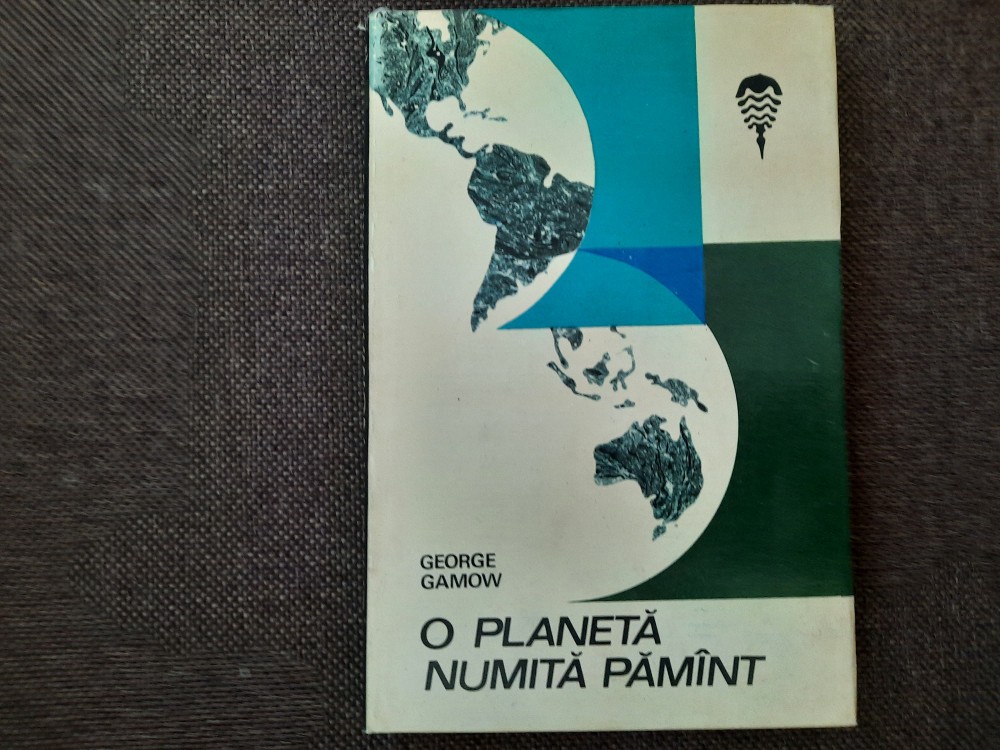 GEORGE
GAMOW
O PLANETĂ
NUMITĂ PĂMÎNT